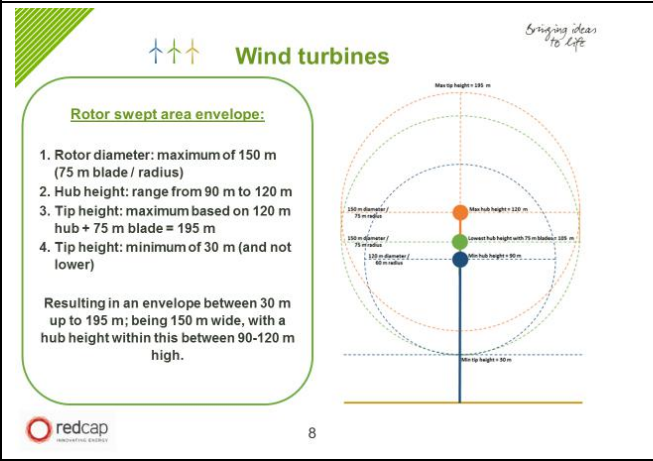 Bringing ideas
to life
Wind turbines
Rotor swept area envelope:
1. Rotor diameter: maximum of 150 m
(75 m blade / radius)
2. Hub height: range from 90 m to 120 m
3. Tip height: maximum based on 120 m
hub + 75 m blade = 195 m
4. Tip height: minimum of 30 m (and not
lower)
Resulting in an envelope between 30 m
up to 195 m; being 150 m wide, with a
hub height within this between 90-120 m
high.
Max tip height = 195 m
150 m diameter /
75 m radius
Max hub height = 120 m
150 m diameter /
75 m radius
Lowest hub height with 75 m blades = 105 m
120 m diameter /
60 m radius
Min hub height = 90 m
Min tip height = 30 m
redcap
INNOVATING ENERGY
8